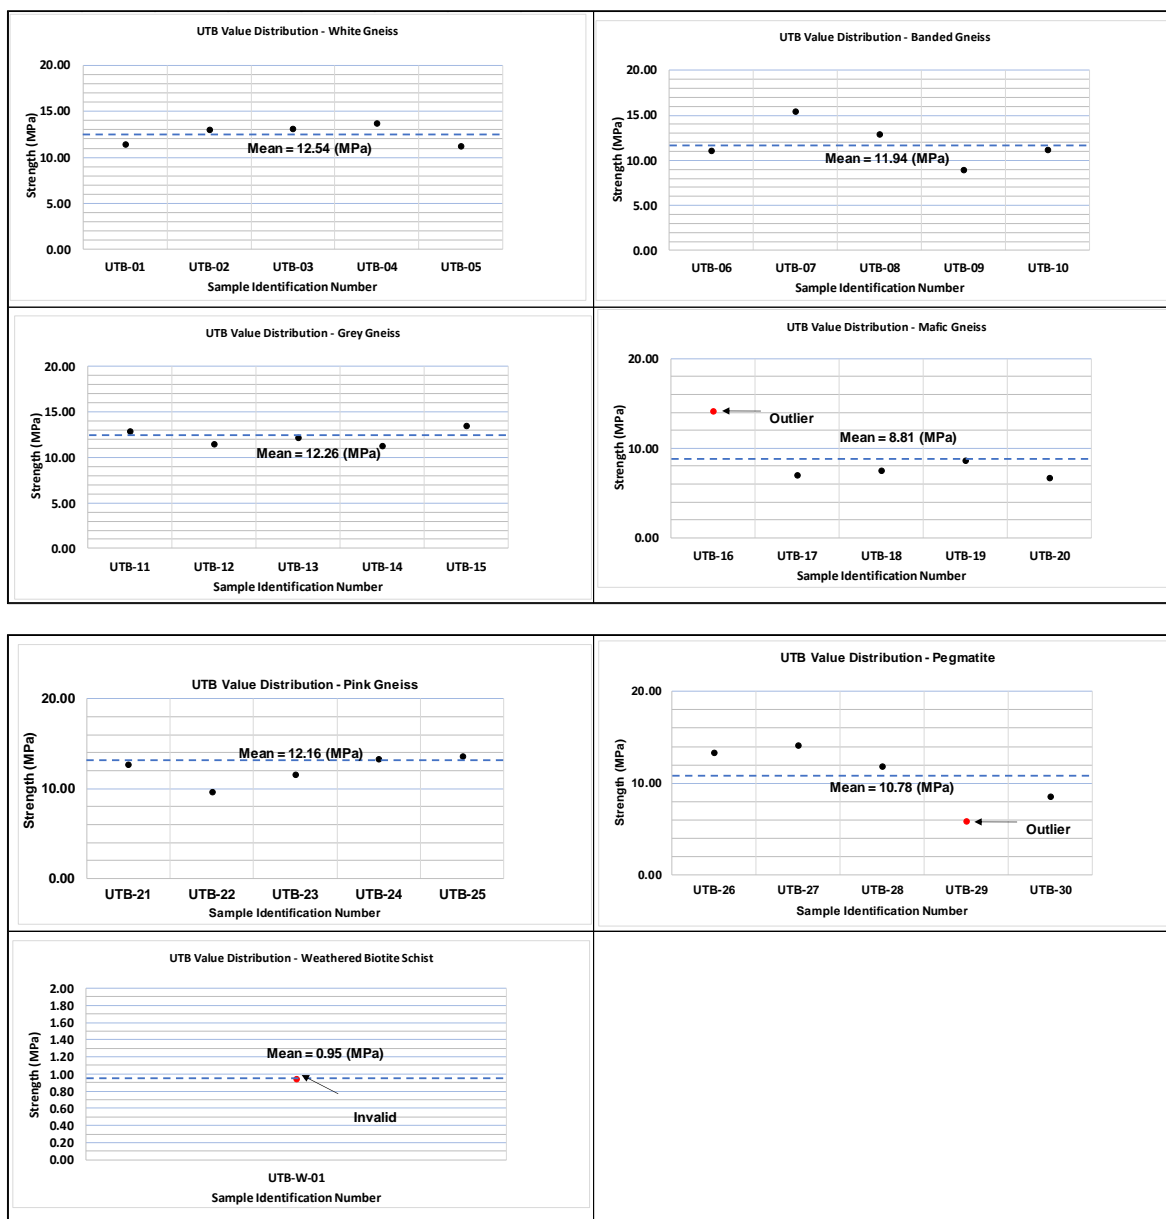 UTB Value Distribution - White Gneiss
Strength (MPa)
20.00
15.00
10.00
5.00
0.00
Mean = 12.54 (MPa)
UTB-01 UTB-02 UTB-03 UTB-04 UTB-05
Sample Identification Number
UTB Value Distribution - Banded Gneiss
Strength (MPa)
20.00
15.00
10.00
5.00
0.00
Mean = 11.94 (MPa)
UTB-06 UTB-07 UTB-08 UTB-09 UTB-10
Sample Identification Number
UTB Value Distribution - Grey Gneiss
Strength (MPa)
20.00
15.00
10.00
5.00
0.00
Mean = 12.26 (MPa)
UTB-11 UTB-12 UTB-13 UTB-14 UTB-15
Sample Identification Number
UTB Value Distribution - Mafic Gneiss
Strength (MPa)
20.00
10.00
0.00
Outlier
Mean = 8.81 (MPa)
UTB-16 UTB-17 UTB-18 UTB-19 UTB-20
Sample Identification Number
UTB Value Distribution - Pink Gneiss
Strength (MPa)
20.00
10.00
0.00
Mean = 12.16 (MPa)
UTB-21 UTB-22 UTB-23 UTB-24 UTB-25
Sample Identification Number
UTB Value Distribution - Pegmatite
Strength (MPa)
20.00
10.00
0.00
Mean = 10.78 (MPa)
Outlier
UTB-26 UTB-27 UTB-28 UTB-29 UTB-30
Sample Identification Number
UTB Value Distribution - Weathered Biotite Schist
Strength (MPa)
2.00
1.80
1.60
1.40
1.20
1.00
0.80
0.60
0.40
0.20
0.00
Mean = 0.95 (MPa)
Invalid
UTB-W-01
Sample Identification Number